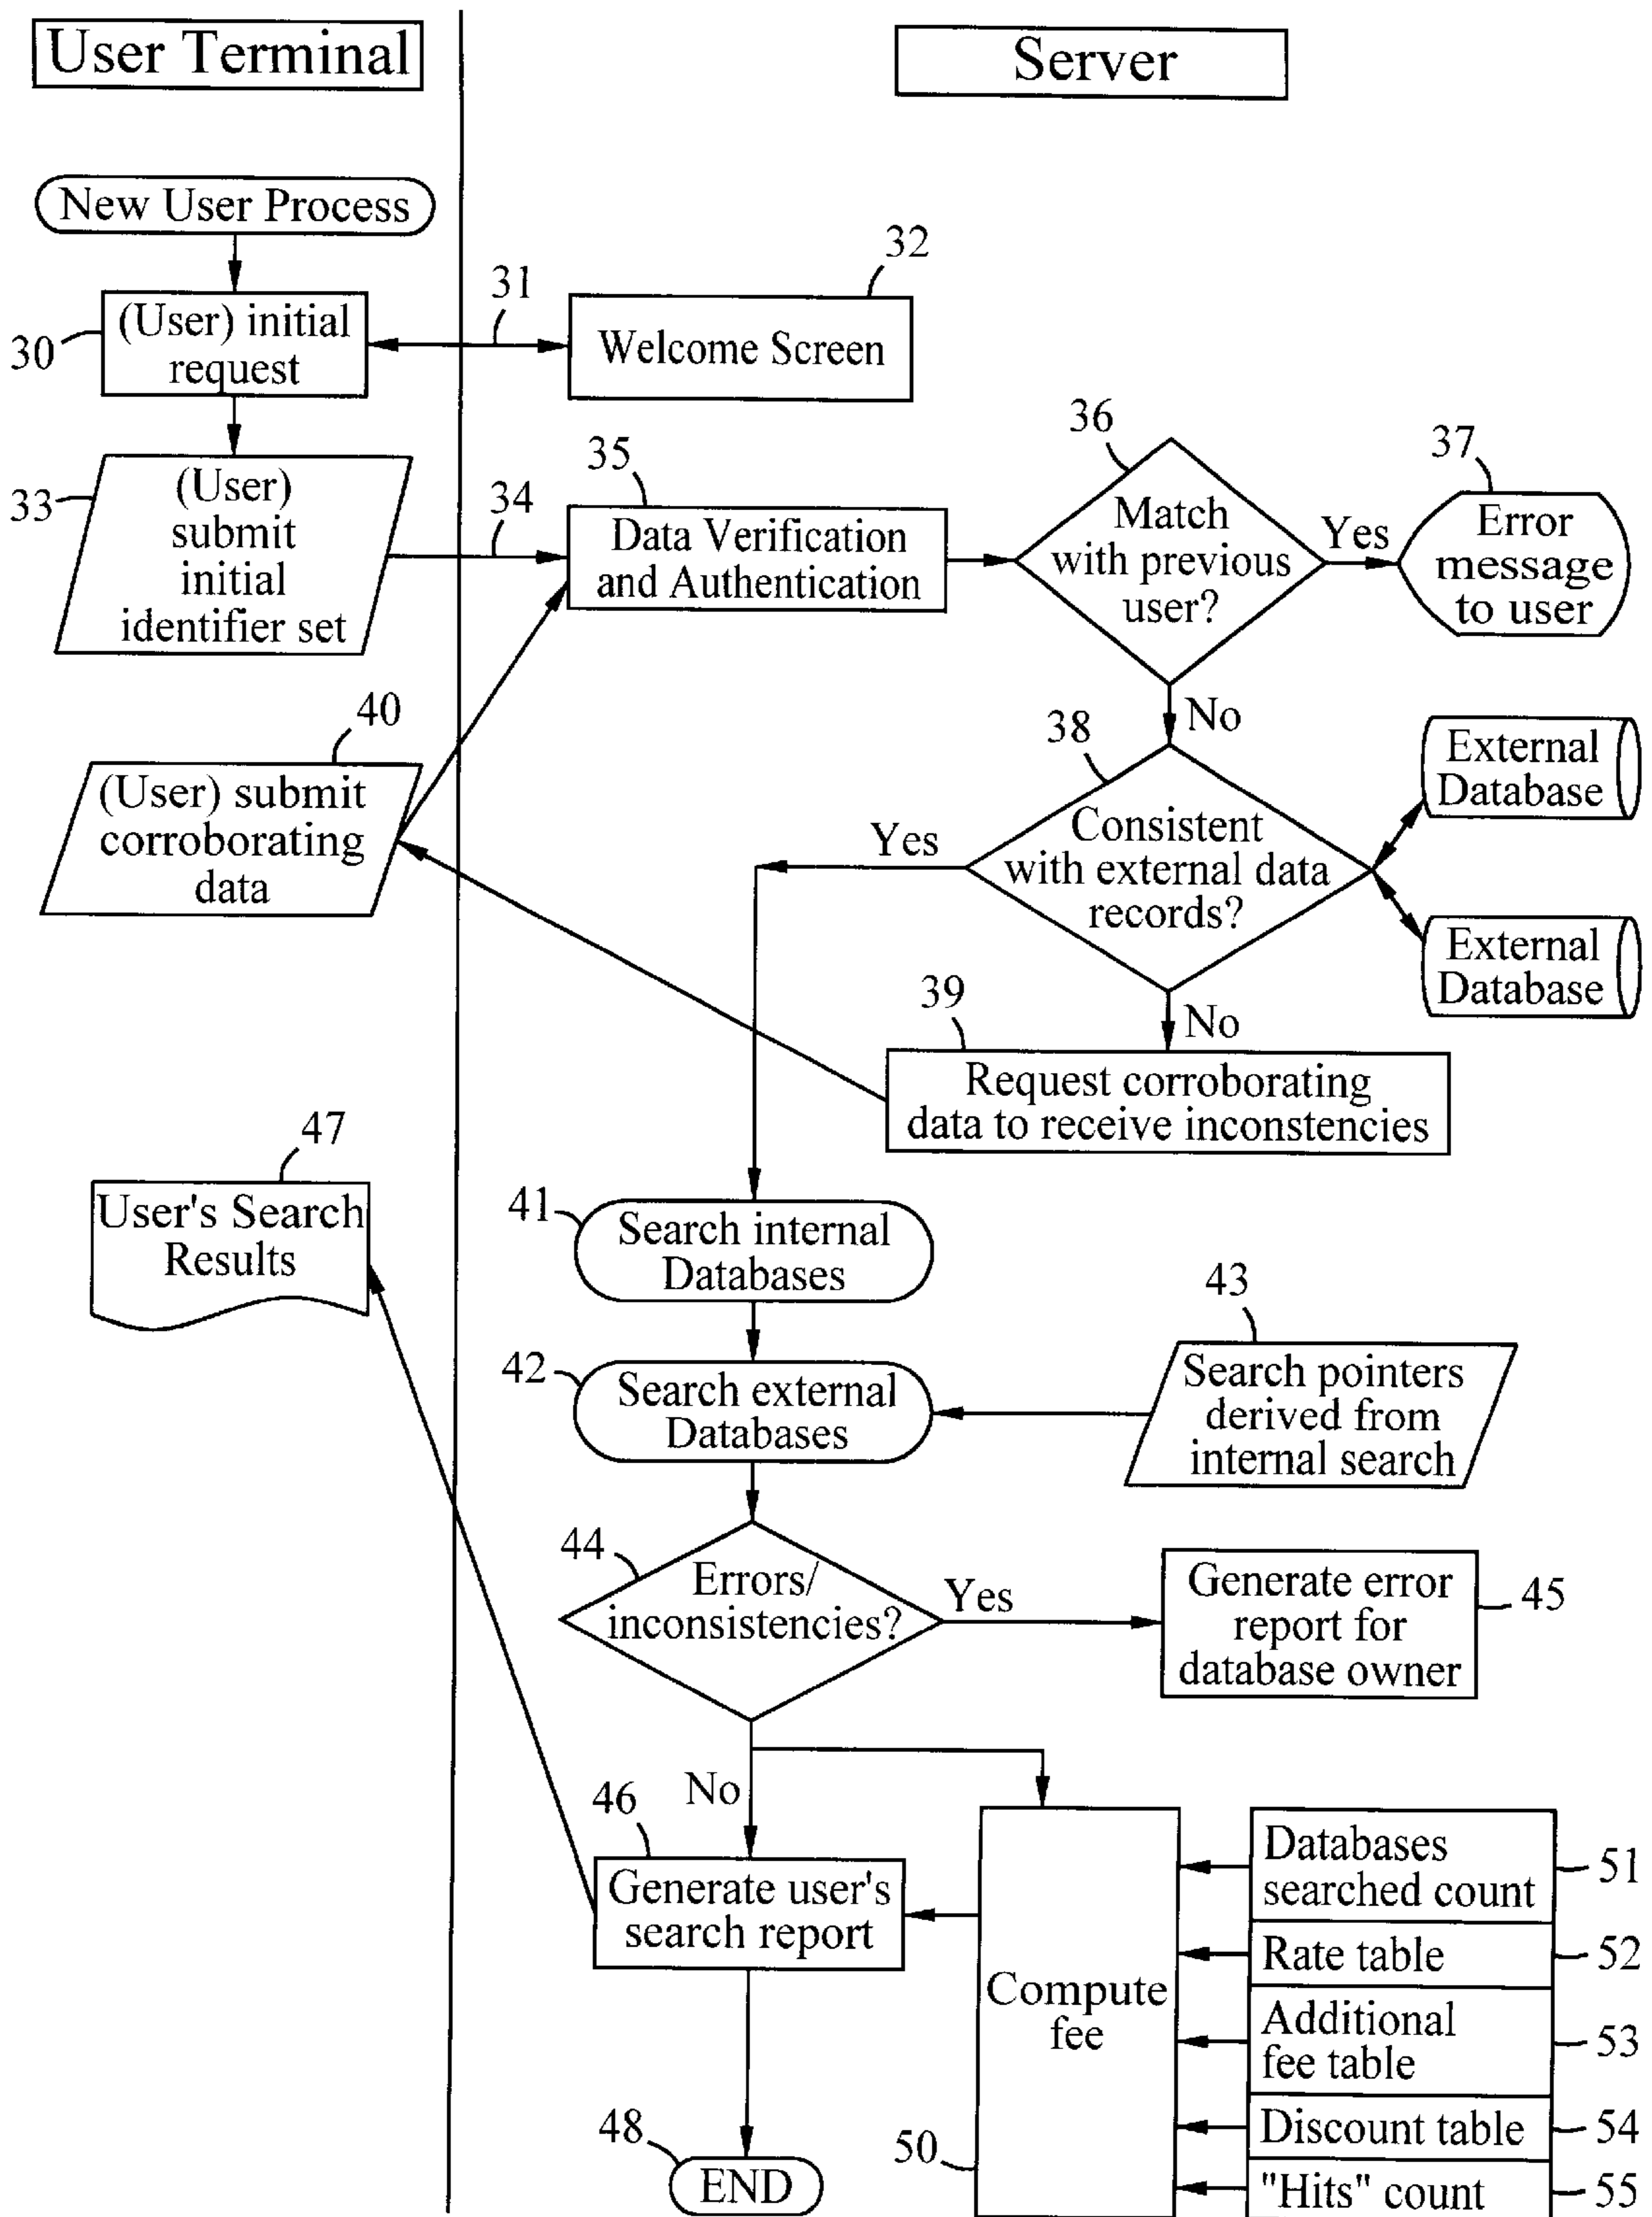 User Terminal
Server
New User Process
32
31
(User) initial
request
30
Welcome Screen
36
37
35
33
(User)
submit
initial
identifier set
34
Data Verification
and Authentication
Match
with previous
user?
Yes
Error
message
to user
40
No
38
External
Database
(User) submit
corroborating
data
Yes
Consistent
with external data
records?
External
Database
39
No
Request corroborating
data to receive inconstencies
47
User's Search
Results
41
Search internal
Databases
43
42
Search external
Databases
Search pointers
derived from
internal search
44
Errors/
inconsistencies?
Yes
Generate error
report for
database owner
45
No
46
Generate user's
search report
Compute
fee
Databases
searched count
51
Rate table
52
Additional
fee table
53
Discount table
54
"Hits" count
55
50
48
END